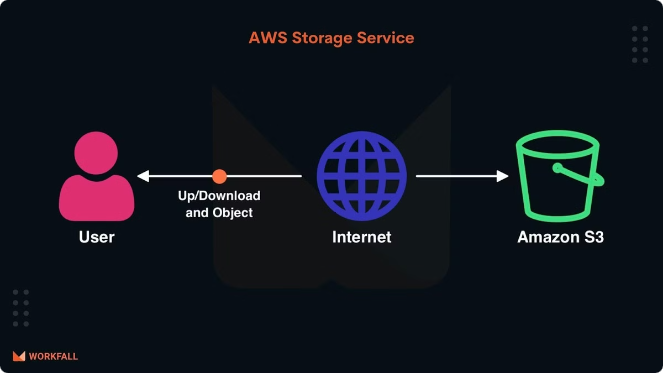 AWS Storage Service
Up/Download
and Object
User
Internet
Amazon S3
WORKFALL